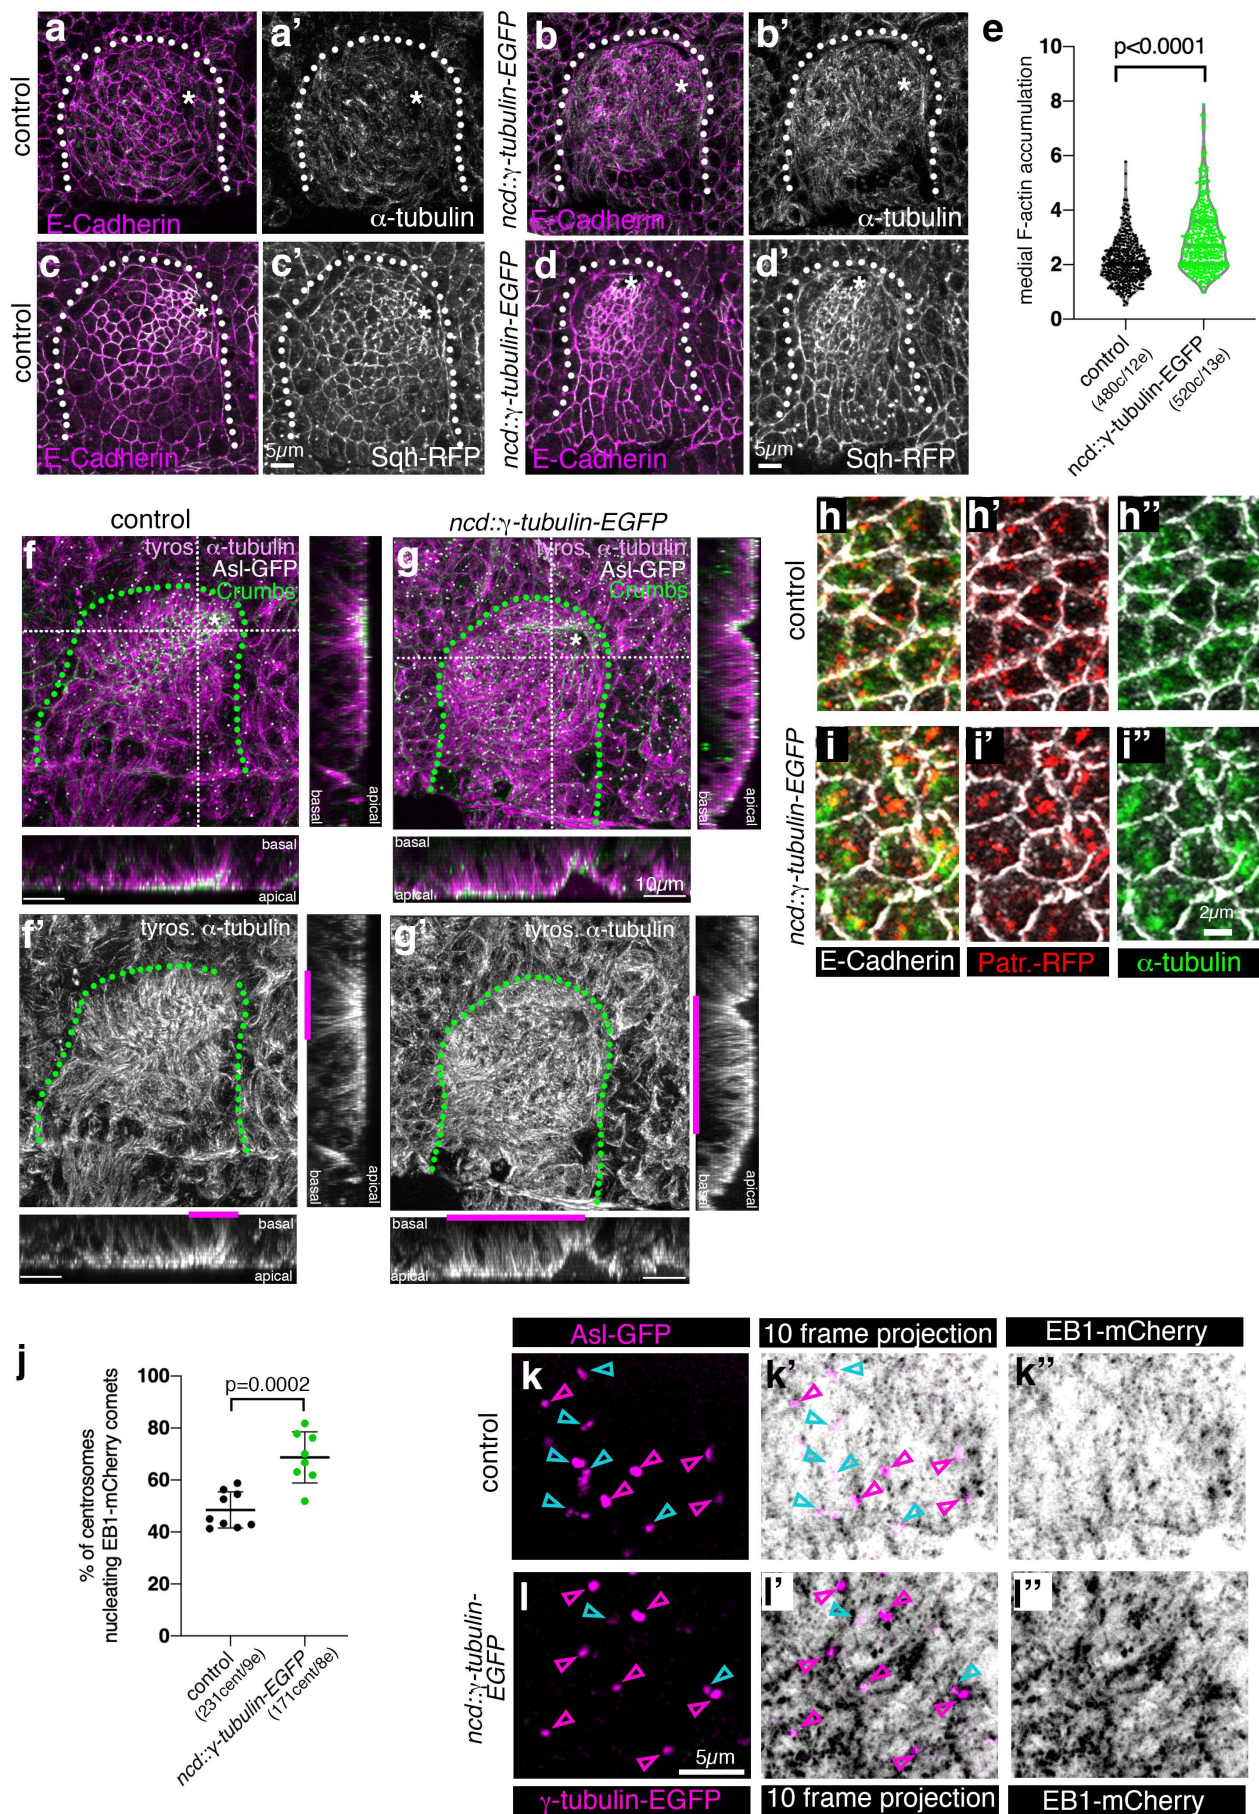 a
a'
b
b'
control
E-Cadherin
α-tubulin
ncd::γ-tubulin-EGFP
E-Cadherin
α-tubulin
c
c'
d
d'
control
E-Cadherin
5µm
Sqh-RFP
ncd::γ-tubulin-EGFP
E-Cadherin
5µm
Sqh-RFP
e
p<0.0001
medial F-actin accumulation
10
8
6
4
2
0
control
(480c/12e)
ncd::γ-tubulin-EGFP
(520c/13e)
control
f
tyros. α-tubulin
Asl-GFP
Crumbs
basal
apical
basal
apical
ncd::γ-tubulin-EGFP
g
tyros. α-tubulin
Asl-GFP
Crumbs
basal
apical
basal
apical
10µm
f'
tyros. α-tubulin
basal
apical
basal
apical
g'
tyros. α-tubulin
basal
apical
basal
apical
control
h
h'
h''
ncd::γ-tubulin-EGFP
i
i'
i''
2µm
E-Cadherin
Patr.-RFP
α-tubulin
j
p=0.0002
% of centrosomes
nucleating EB1-mCherry comets
100
80
60
40
20
0
control
(231cent/9e)
ncd::γ-tubulin-EGFP
(171cent/8e)
Asl-GFP
10 frame projection
EB1-mCherry
control
k
k'
k''
ncd::γ-tubulin-
EGFP
l
l'
l''
5µm
γ-tubulin-EGFP
10 frame projection
EB1-mCherry